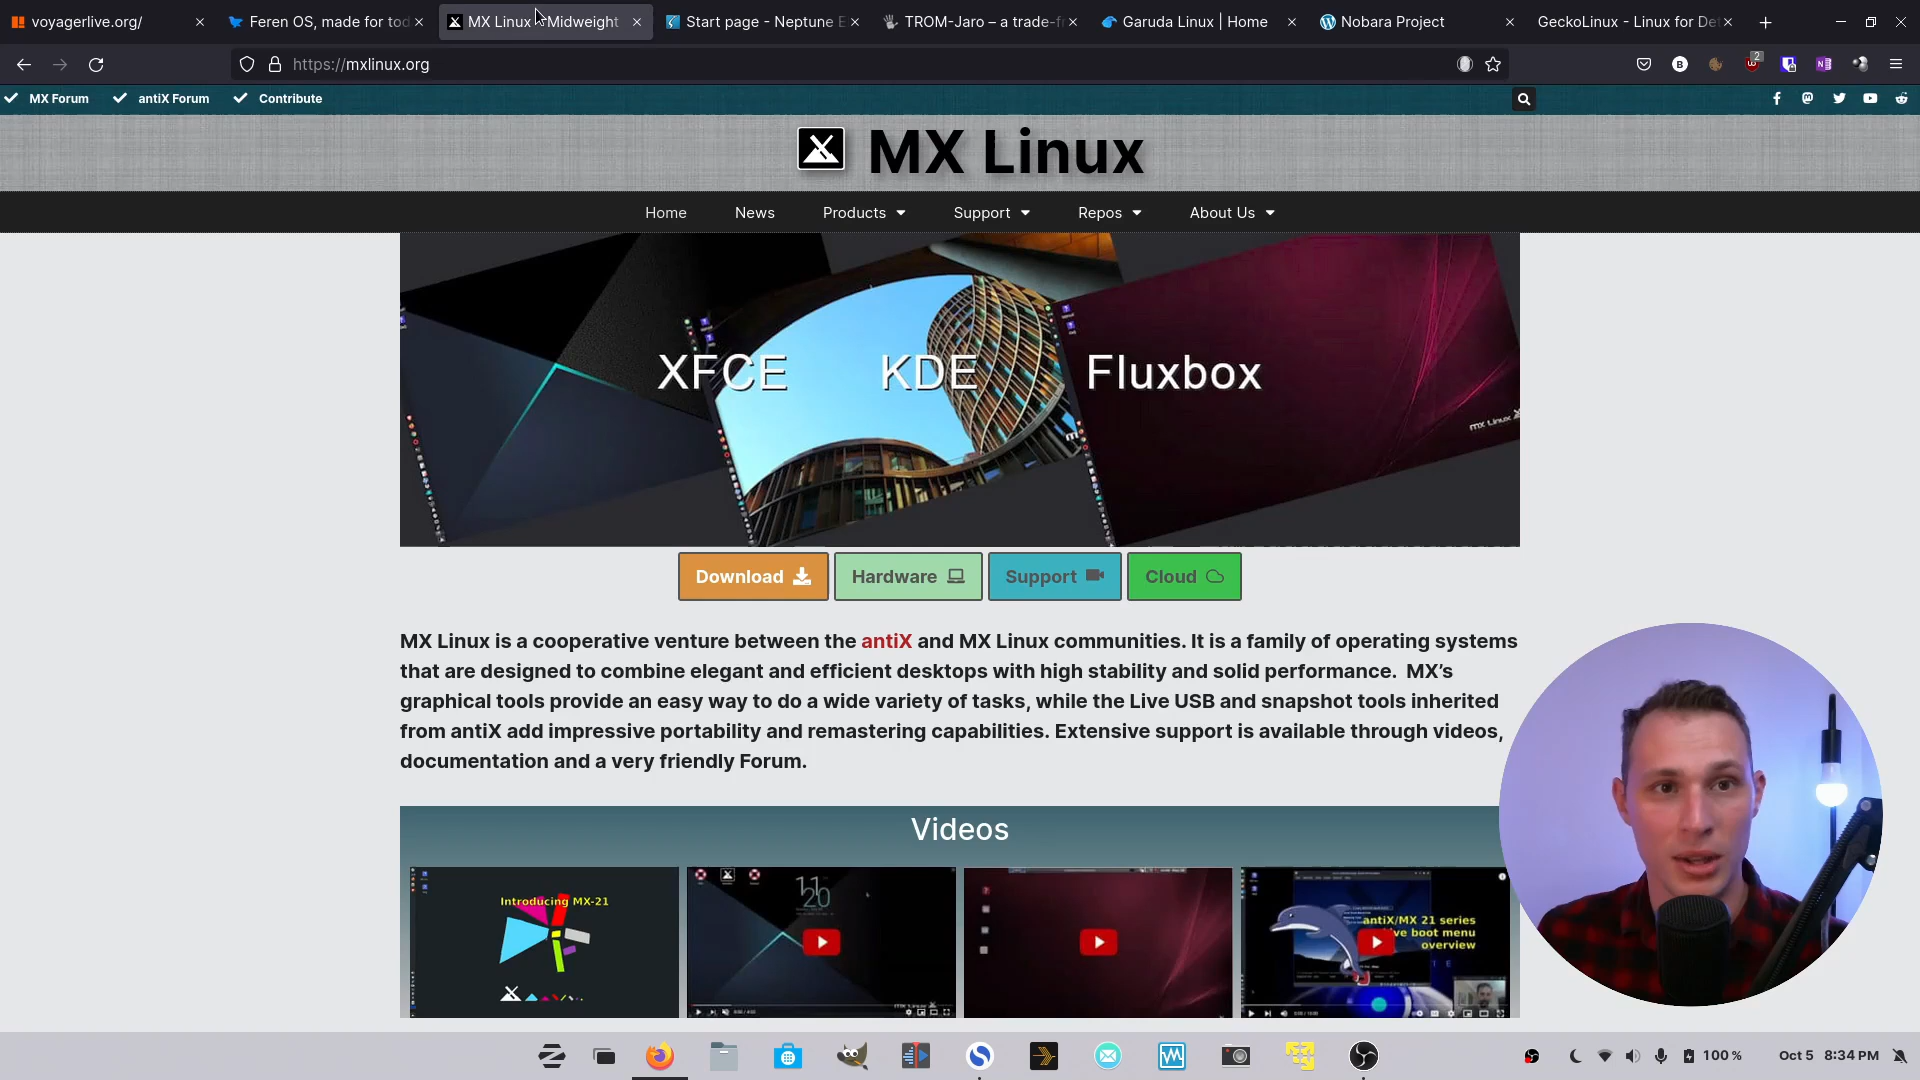 voyagerlive.org/
Feren OS, made for tod
MX Linux
Midweight
Start page - Neptune
TROM-Jaro – a trade-f
Garuda Linux | Home
Nobara Project
GeckoLinux - Linux for De
https://mxlinux.org
2
MX Forum
antiX Forum
Contribute
MX Linux
Home
News
Products
Support
Repos
About Us
XFCE
KDE
Fluxbox
Download
Hardware
Support
Cloud
MX Linux is a cooperative venture between the antiX and MX Linux communities. It is a family of operating systems
that are designed to combine elegant and efficient desktops with high stability and solid performance. MX’s
graphical tools provide an easy way to do a wide variety of tasks, while the Live USB and snapshot tools inherited
from antiX add impressive portability and remastering capabilities. Extensive support is available through videos,
documentation and a very friendly Forum.
Videos
Introducing MX-21
11
20
antiX/MX 21 series
live boot menu
overview
100 %
Oct 5 8:34 PM